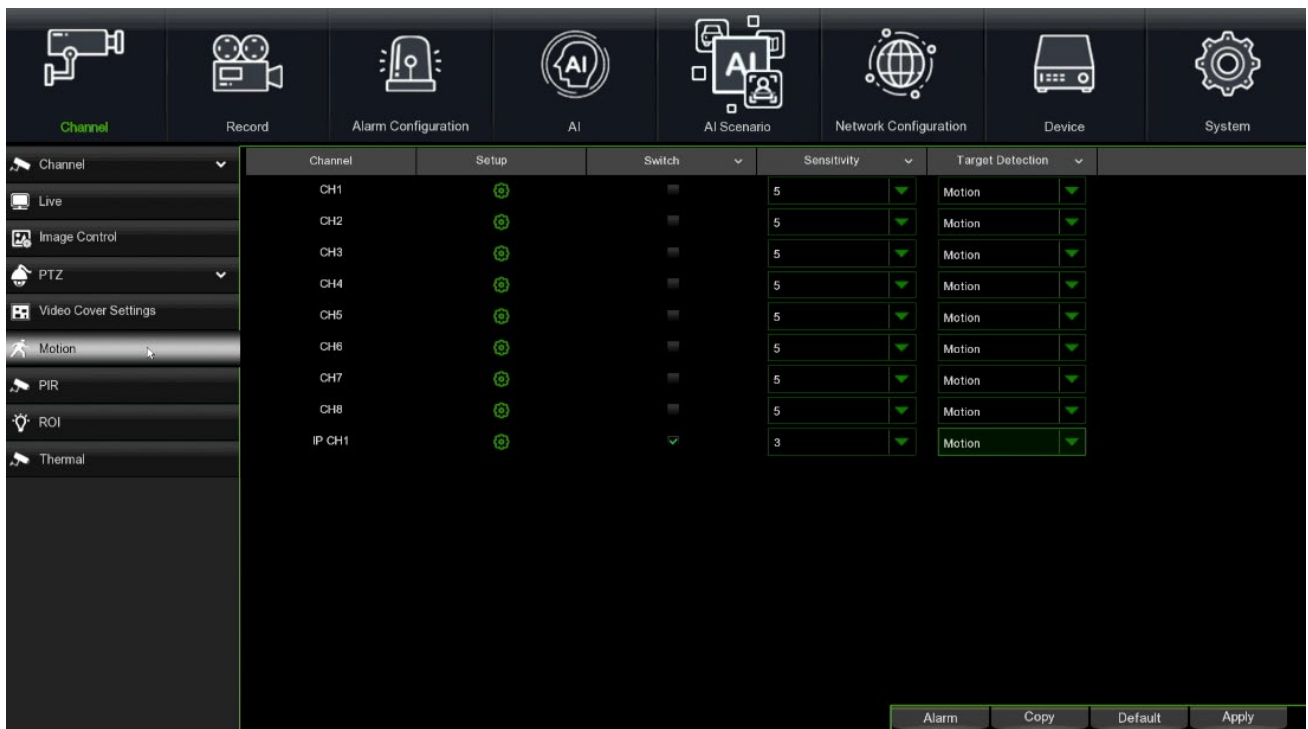 Channel Record Alarm Configuration AI AI Scenario Network Configuration Device System
Channel
Live
Image Control
PTZ
Video Cover Settings
Motion
PIR
ROI
Thermal
Channel Setup Switch Sensitivity Target Detection
CH1 5 Motion
CH2 5 Motion
CH3 5 Motion
CH4 5 Motion
CH5 5 Motion
CH6 5 Motion
CH7 5 Motion
CH8 5 Motion
IP CH1 3 Motion
Alarm Copy Default Apply